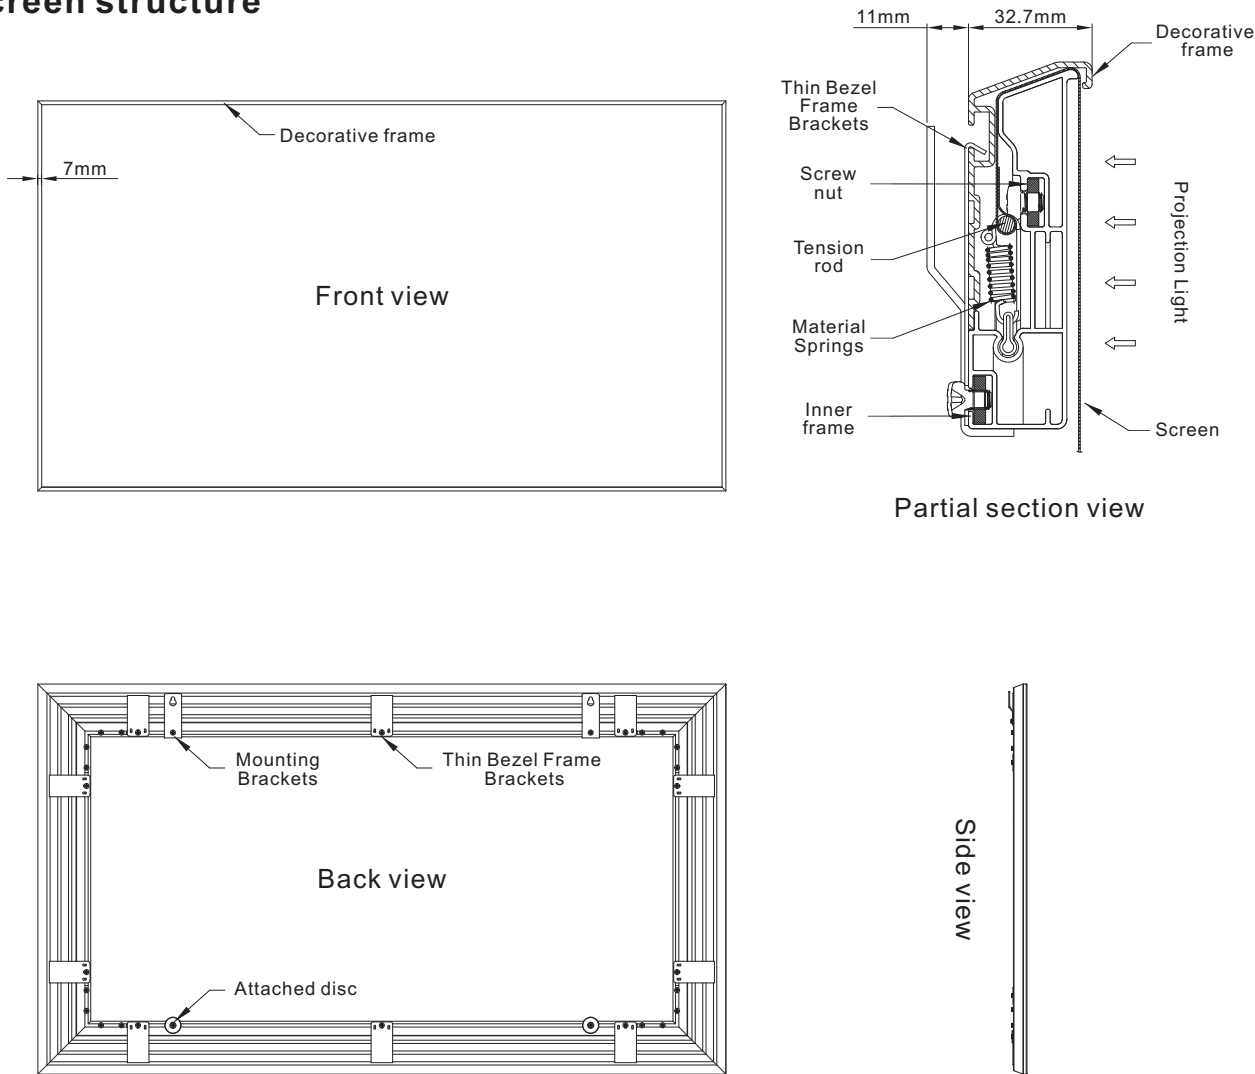 creen structure
Decorative frame
7mm
Front view
11mm
32.7mm
Decorative
frame
Thin Bezel
Frame
Brackets
Screw
nut
Tension
rod
Material
Springs
Inner
frame
Projection Light
Screen
Partial section view
Mounting
Brackets
Thin Bezel Frame
Brackets
Back view
Attached disc
Side view